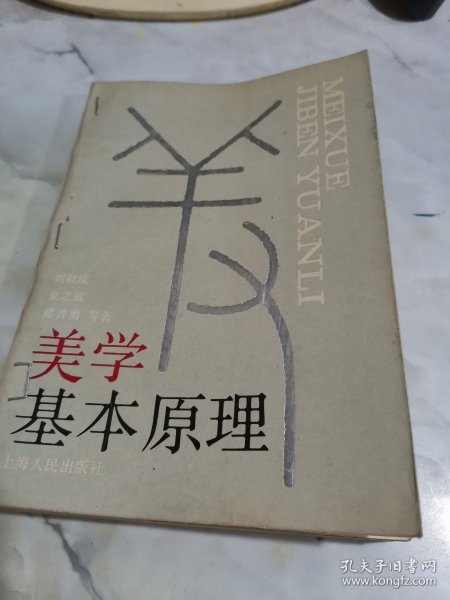 MEIXUE
JIBEN YUANLI
刘叔成
夏之放
楼昔勇 等著
美学
基本原理
上海人民出版社
孔夫子旧书网
www.kongfz.com